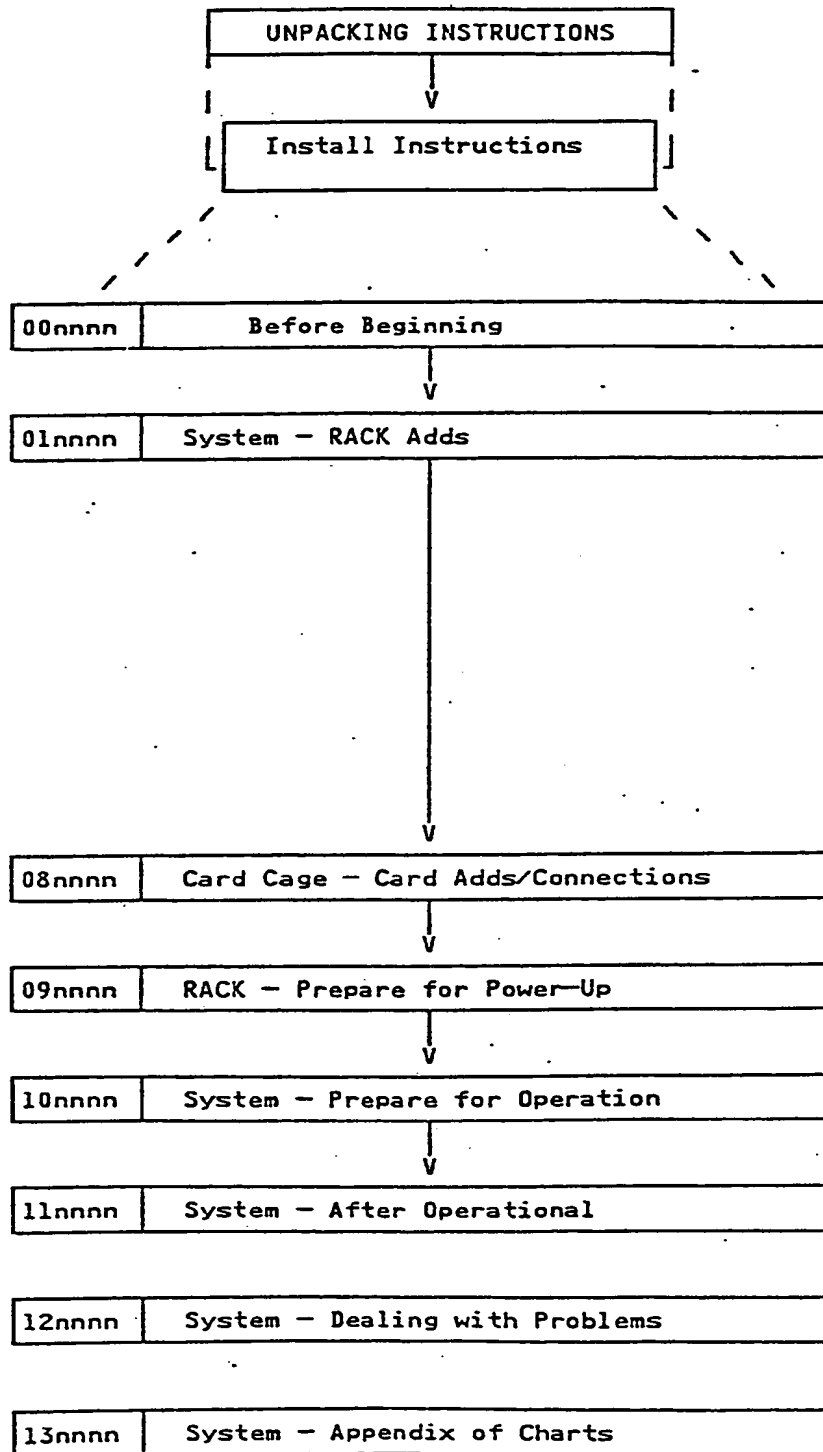 UNPACKING INSTRUCTIONS
Install Instructions
00nnnn Before Beginning
01nnnn System — RACK Adds
08nnnn Card Cage — Card Adds/Connections
09nnnn RACK — Prepare for Power—Up
10nnnn System — Prepare for Operation
11nnnn System — After Operational
12nnnn System — Dealing with Problems
13nnnn System — Appendix of Charts